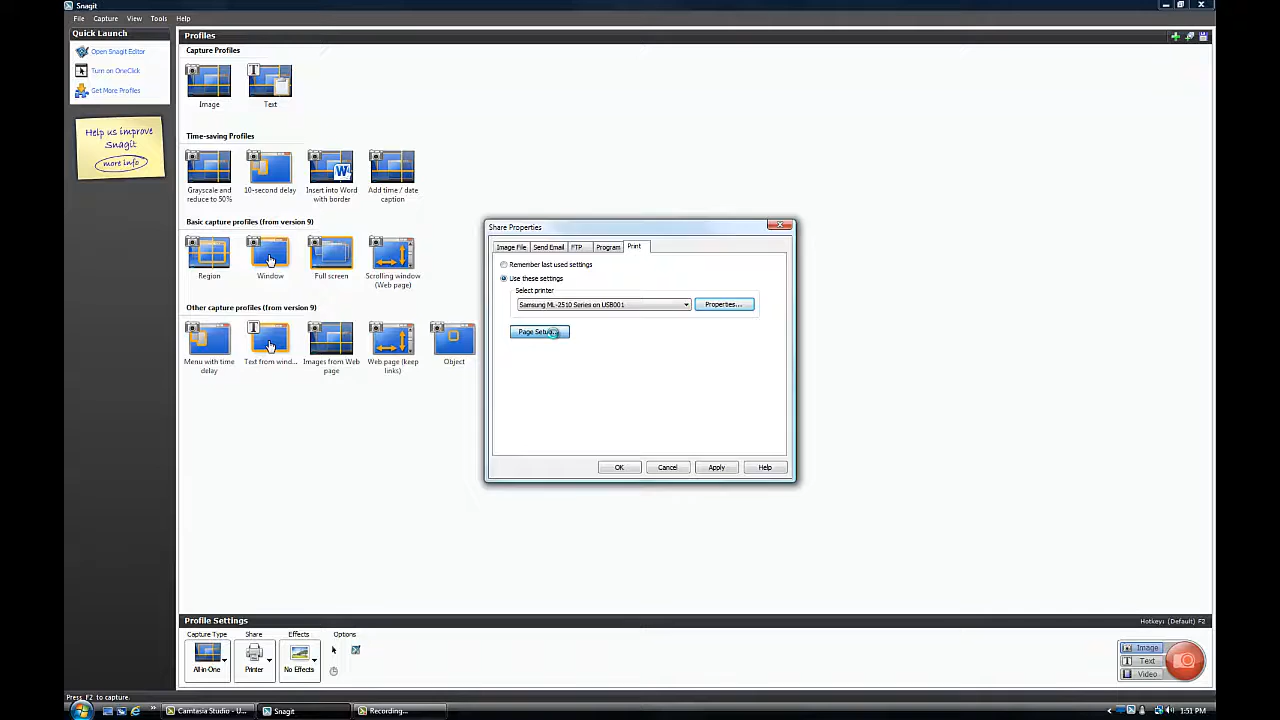 Snagit
File Capture View Tools Help
Quick Launch
Open Snagit Editor
Turn on OneClick
Get More Profiles
Help us improve
Snagit
more info
Profiles
Capture Profiles
T
Image Text
Time-saving Profiles
W
Grayscale and
reduce to 50%
10-second delay
Insert into Word
with border
Add time / date
caption
Basic capture profiles (from version 9)
Region Window Full screen
Scrolling window
(Web page)
Other capture profiles (from version 9)
T
Menu with time
delay
Text from wind...
Images from Web
page
Web page (keep
links)
Object
Share Properties
Image File Send Email FTP Program Print
Remember last used settings
Use these settings
Select printer
Samsung ML-2510 Series on USB001 Properties...
Page Setup...
OK Cancel Apply Help
Profile Settings Hotkey: (Default) F2
Capture Type Share Effects Options
All-in-One Printer No Effects
Image
T Text
Video
Press F2 to capture.
Camtasia Studio - U... Snagit Recording... 1:51 PM